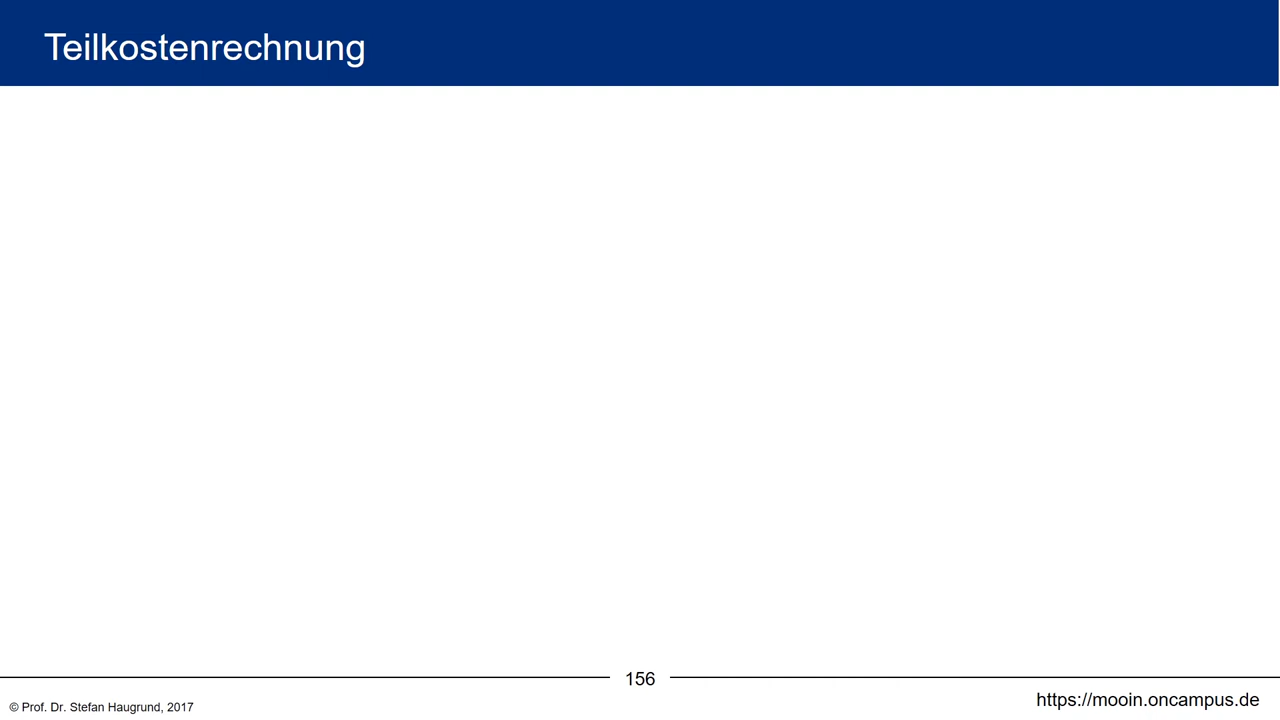 Teilkostenrechnung
156
© Prof. Dr. Stefan Haugrund, 2017
https://mooin.oncampus.de